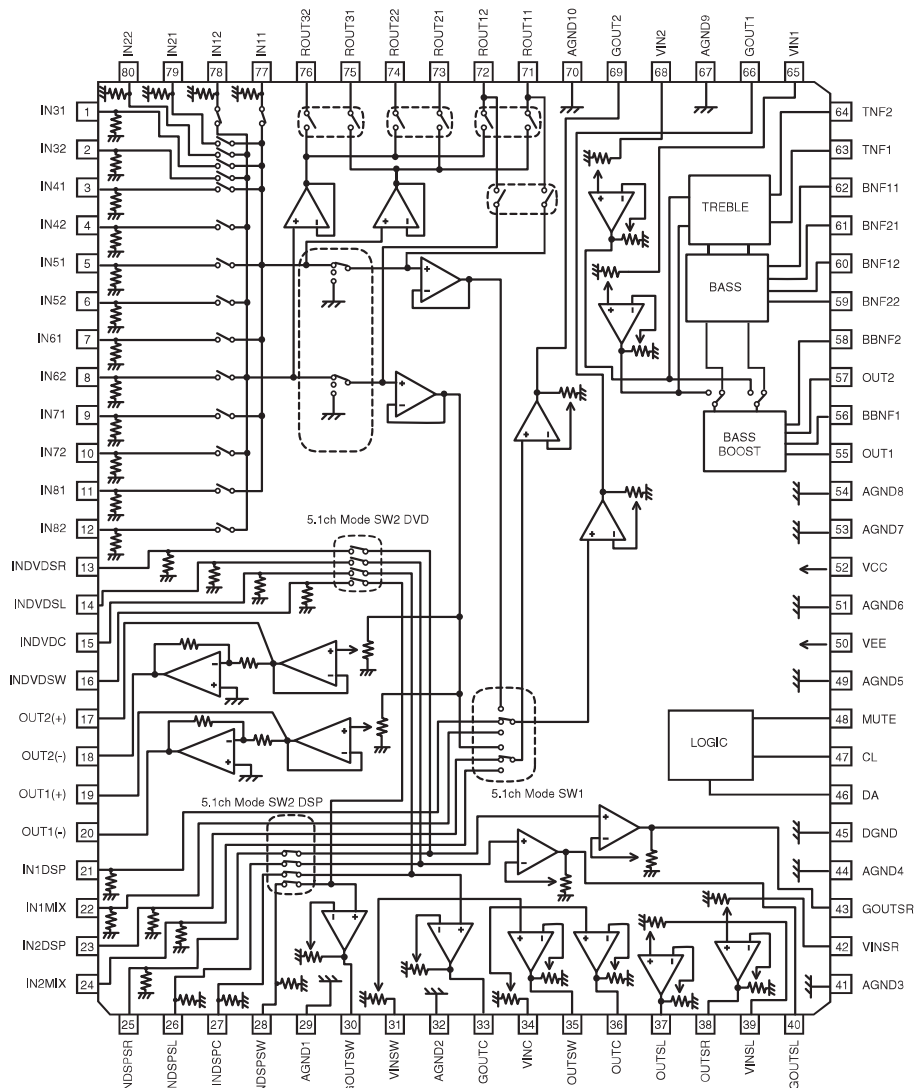 IN22 IN21 IN12 IN11 ROUT32 ROUT31 ROUT22 ROUT21 ROUT12 ROUT11 AGND10 GOUT2 VIN2 AGND9 GOUT1 VIN1
80 79 78 77 76 75 74 73 72 71 70 69 68 67 66 65
IN31 1
IN32 2
IN41 3
IN42 4
IN51 5
IN52 6
IN61 7
IN62 8
IN71 9
IN72 10
IN81 11
IN82 12
INDVDSR 13
INDVDSL 14
INDVDC 15
INDVDSW 16
OUT2(+) 17
OUT2(-) 18
OUT1(+) 19
OUT1(-) 20
IN1DSP 21
IN1MIX 22
IN2DSP 23
IN2MIX 24
64 TNF2
63 TNF1
62 BNF11
61 BNF21
60 BNF12
59 BNF22
58 BBNF2
57 OUT2
56 BBNF1
55 OUT1
54 AGND8
53 AGND7
52 VCC
51 AGND6
50 VEE
49 AGND5
48 MUTE
47 CL
46 DA
45 DGND
44 AGND4
43 GOUTSR
42 VINSR
41 AGND3
TREBLE
BASS
BASS
BOOST
LOGIC
5.1ch Mode SW2 DVD
5.1ch Mode SW1
5.1ch Mode SW2 DSP
25 26 27 28 29 30 31 32 33 34 35 36 37 38 39 40
NDSPSR NDSPSL INDSPC INDSPSW AGND1 GOUTSW VINSW AGND2 GOUTC VINC OUTSW OUTC OUTSL OUTSR VINSL GOUTSL